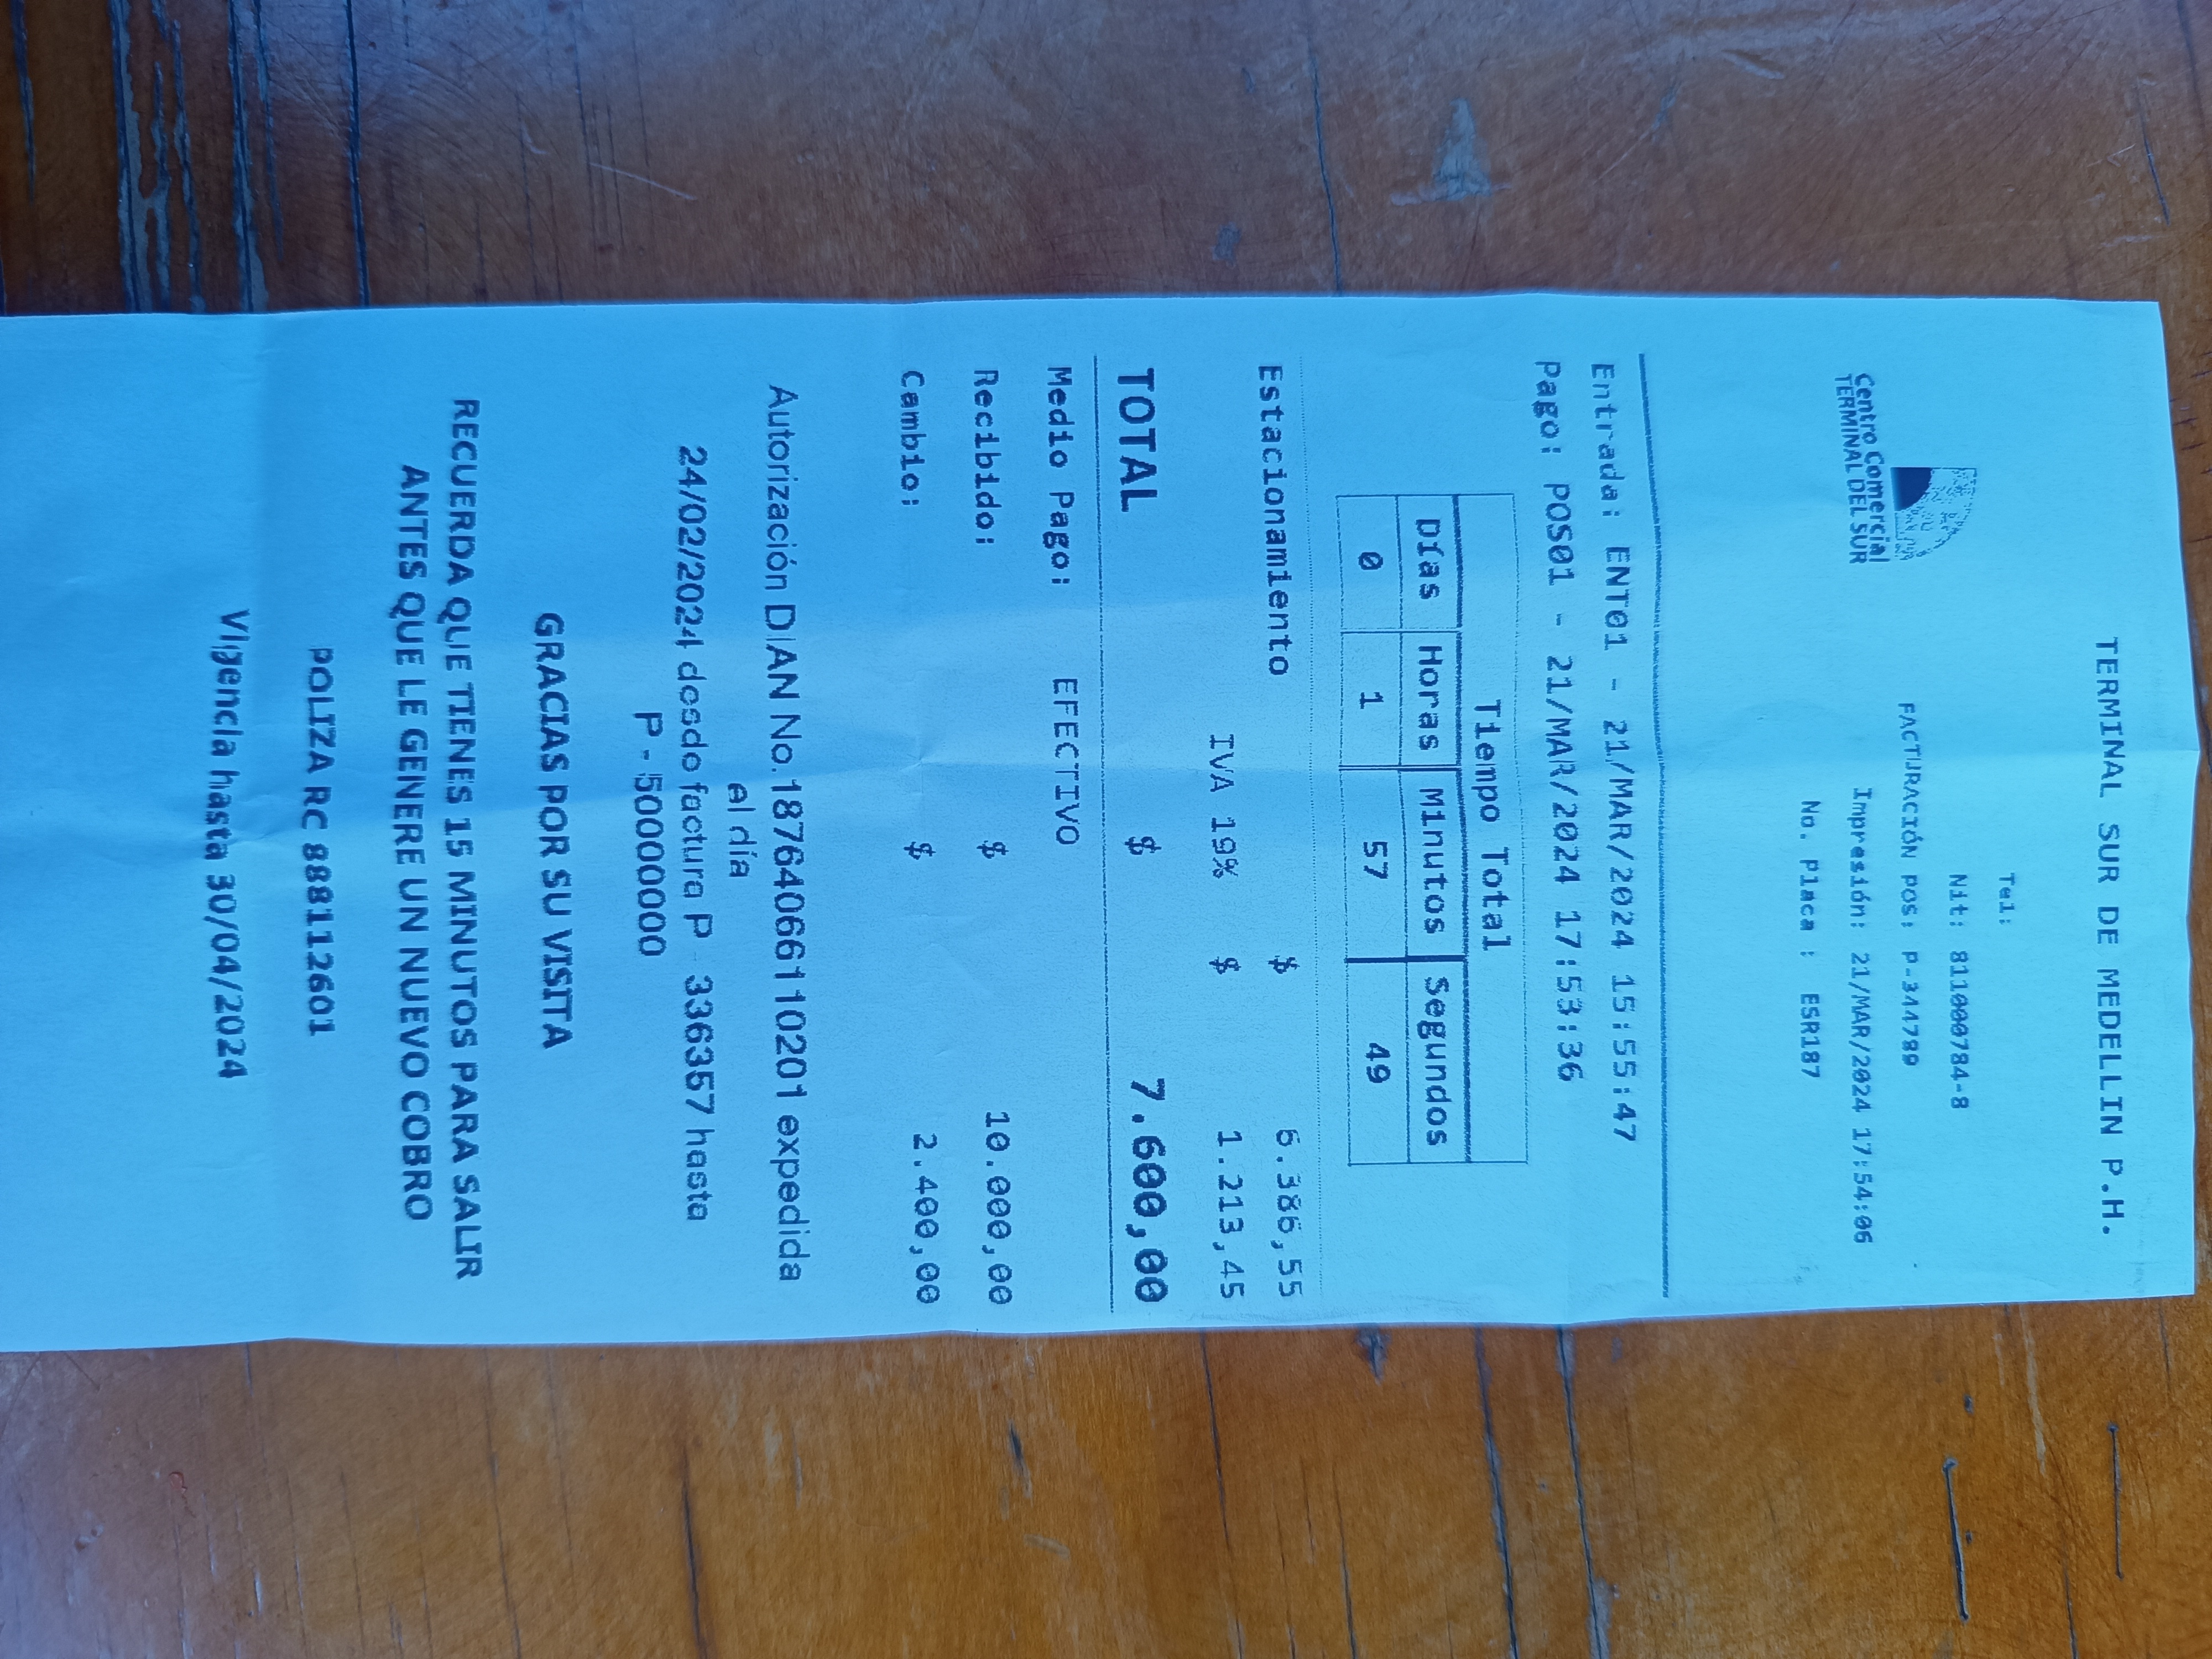 TERMINAL SUR DE MEDELLIN P.H.
Tel:
Nit: 811000784-8
FACTURACIÓN POS: P-344789
Impresión: 21/MAR/2024 17:54:06
No. Placa : ESR187
Centro Comercial
TERMINAL DEL SUR
Entrada: ENT01 - 21/MAR/2024 15:55:47
Pago: POS01 - 21/MAR/2024 17:53:36
Tiempo Total
Días Horas Minutos Segundos
0 1 57 49
Estacionamiento $ 6.386,55
IVA 19% $ 1.213,45
TOTAL $ 7.600,00
Medio Pago: EFECTIVO
Recibido: $ 10.000,00
Cambio: $ 2.400,00
Autorización DIAN No.18764066110201 expedida
el día
24/02/2024 desde factura P - 336357 hasta
P - 5000000
GRACIAS POR SU VISITA
RECUERDA QUE TIENES 15 MINUTOS PARA SALIR
ANTES QUE LE GENERE UN NUEVO COBRO
POLIZA RC 88112601
Vigencia hasta 30/04/2024